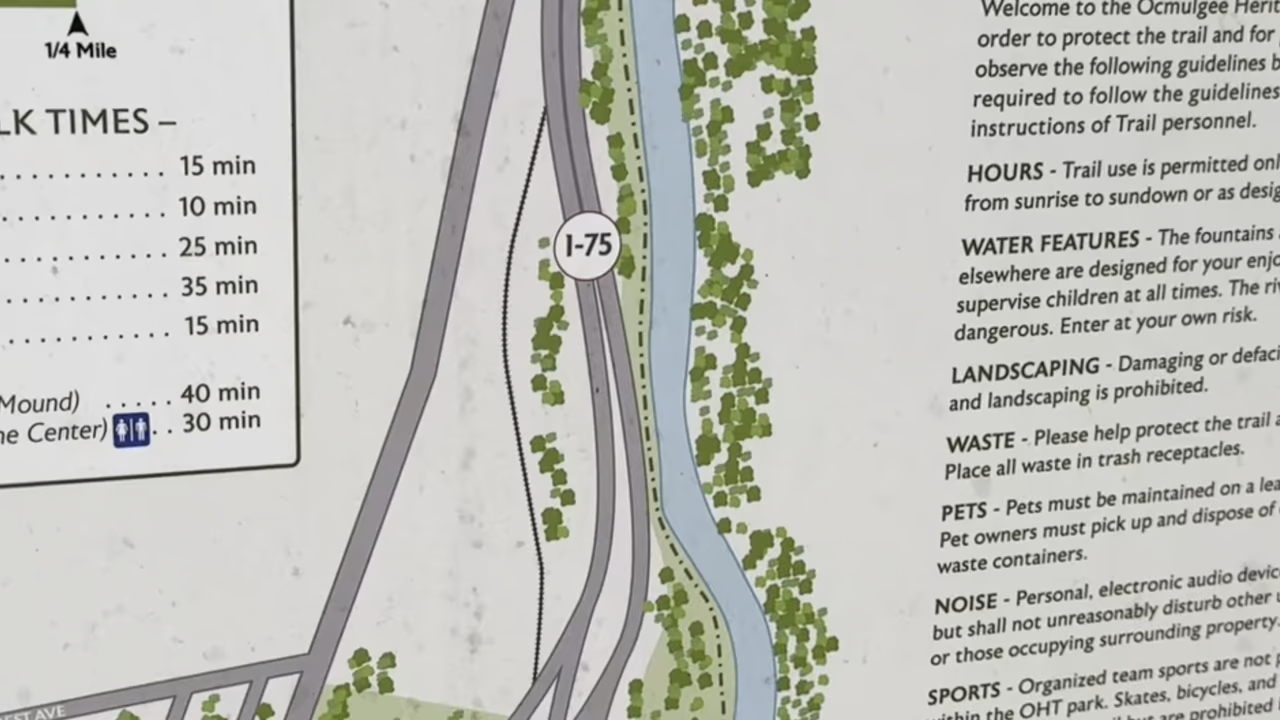 1/4 Mile
LK TIMES –
15 min
10 min
25 min
35 min
15 min
Mound) ..... 40 min
ne Center) .. 30 min
EST AVE
I-75
Welcome to the Ocmulgee Herit
order to protect the trail and for
observe the following guidelines b
required to follow the guidelines
instructions of Trail personnel.
HOURS - Trail use is permitted onl
from sunrise to sundown or as desig
WATER FEATURES - The fountains
elsewhere are designed for your enjo
supervise children at all times. The riv
dangerous. Enter at your own risk.
LANDSCAPING - Damaging or defaci
and landscaping is prohibited.
WASTE - Please help protect the trail a
Place all waste in trash receptacles.
PETS - Pets must be maintained on a lea
Pet owners must pick up and dispose of
waste containers.
NOISE - Personal, electronic audio device
but shall not unreasonably disturb other u
or those occupying surrounding property.
SPORTS - Organized team sports are not p
within the OHT park. Skates, bicycles, and
are prohibited